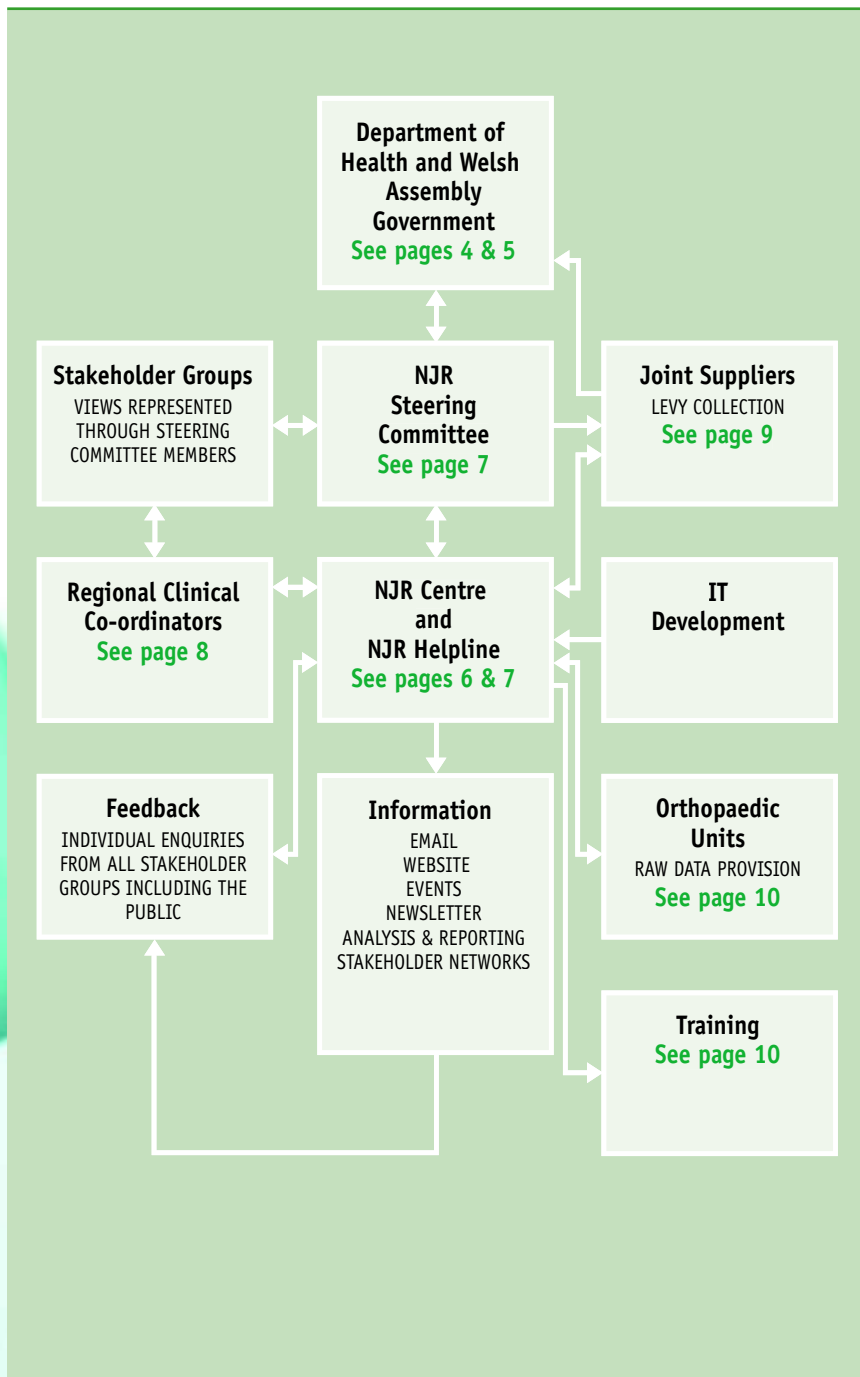 Department of
Health and Welsh
Assembly
Government
See pages 4 & 5
Stakeholder Groups
VIEWS REPRESENTED
THROUGH STEERING
COMMITTEE MEMBERS
NJR
Steering
Committee
See page 7
Joint Suppliers
LEVY COLLECTION
See page 9
Regional Clinical
Co-ordinators
See page 8
NJR Centre
and
NJR Helpline
See pages 6 & 7
IT
Development
Feedback
INDIVIDUAL ENQUIRIES
FROM ALL STAKEHOLDER
GROUPS INCLUDING THE
PUBLIC
Information
EMAIL
WEBSITE
EVENTS
NEWSLETTER
ANALYSIS & REPORTING
STAKEHOLDER NETWORKS
Orthopaedic
Units
RAW DATA PROVISION
See page 10
Training
See page 10